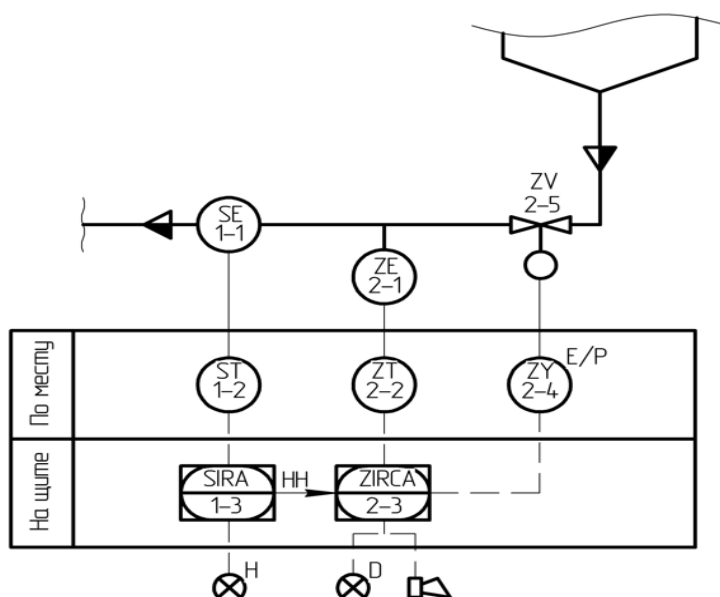 ZV
2-5
SE
1-1
ZE
2-1
По месту
ST
1-2
ZT
2-2
ZY
2-4
E/P
На щите
SIRA
1-3
HH
ZIRCA
2-3
H
D